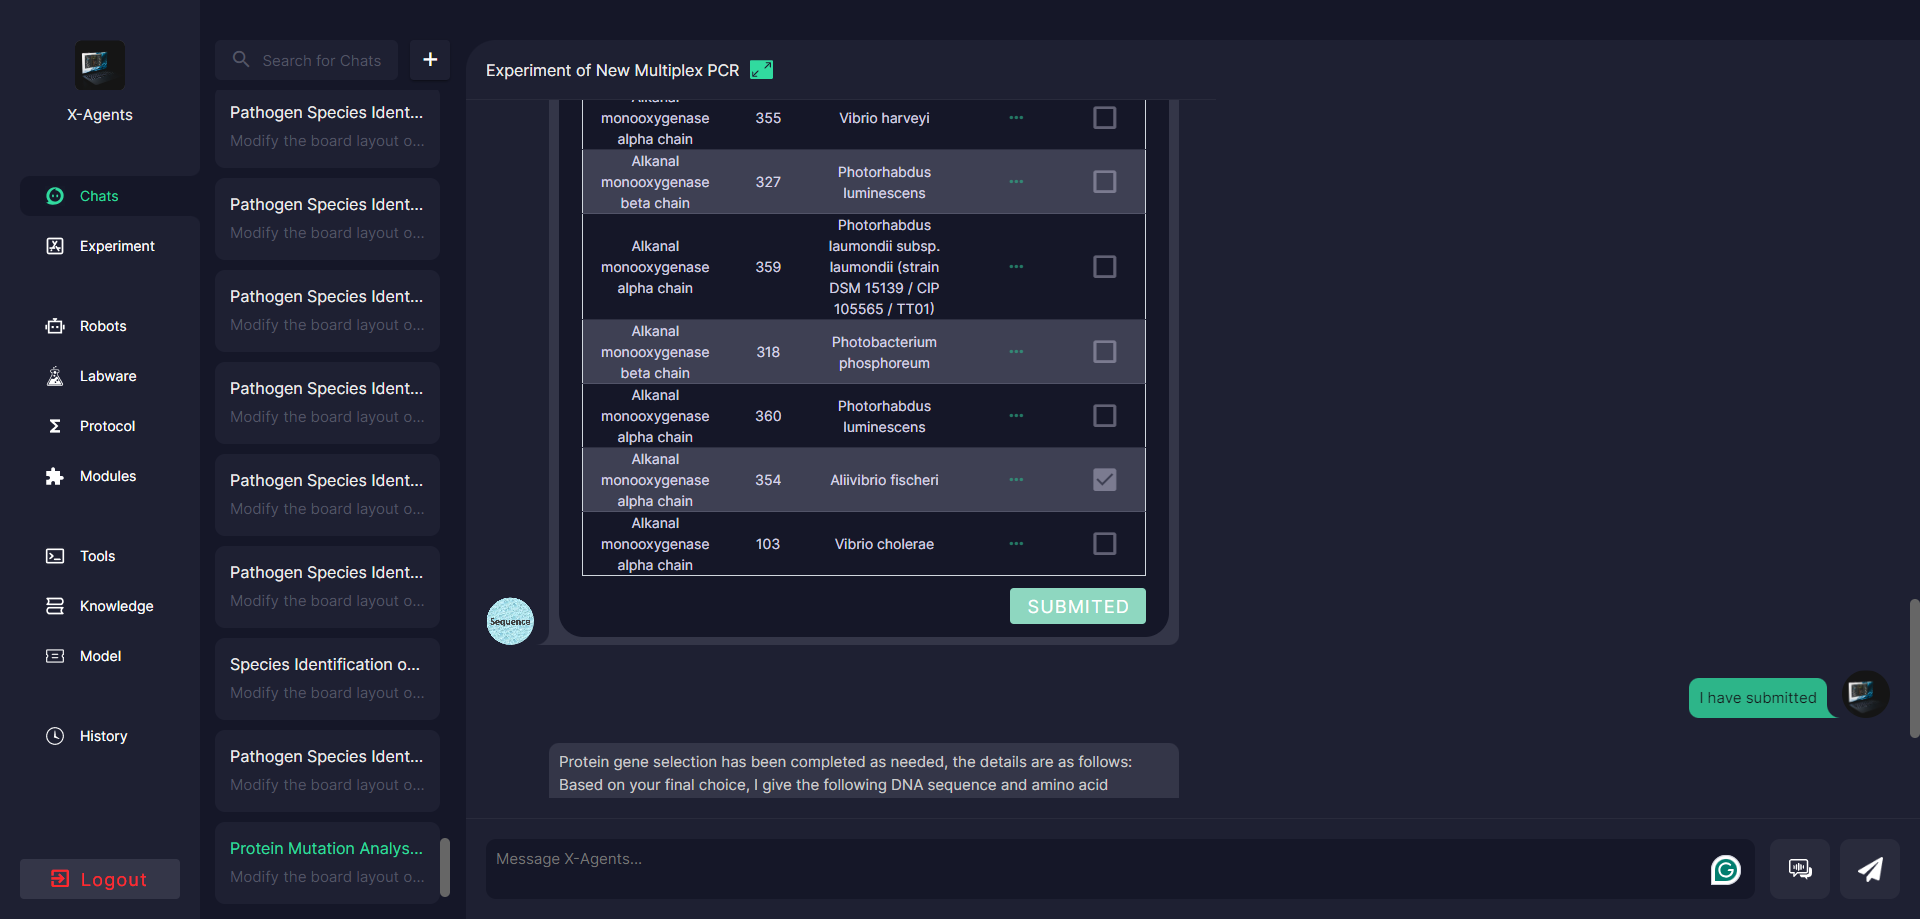 X-Agents
Chats
Experiment
Robots
Labware
Protocol
Modules
Tools
Knowledge
Model
History
Logout
Search for Chats
+
Pathogen Species Ident...
Modify the board layout o...
Pathogen Species Ident...
Modify the board layout o...
Pathogen Species Ident...
Modify the board layout o...
Pathogen Species Ident...
Modify the board layout o...
Pathogen Species Ident...
Modify the board layout o...
Pathogen Species Ident...
Modify the board layout o...
Species Identification o...
Modify the board layout o...
Pathogen Species Ident...
Modify the board layout o...
Protein Mutation Analys...
Modify the board layout o...
Experiment of New Multiplex PCR
Alkanal
monooxygenase 355 Vibrio harveyi ...
alpha chain
Alkanal
monooxygenase
beta chain
327
Photorhabdus
luminescens
...
Alkanal
monooxygenase
alpha chain
359
Photorhabdus
laumondii subsp.
laumondii (strain
DSM 15139 / CIP
105565 / TT01)
...
Alkanal
monooxygenase
beta chain
318
Photobacterium
phosphoreum
...
Alkanal
monooxygenase
alpha chain
360
Photorhabdus
luminescens
...
Alkanal
monooxygenase
alpha chain
354
Aliivibrio fischeri
...
Alkanal
monooxygenase
alpha chain
103
Vibrio cholerae
...
SUBMITED
Sequence
I have submitted
Protein gene selection has been completed as needed, the details are as follows:
Based on your final choice, I give the following DNA sequence and amino acid
Message X-Agents...